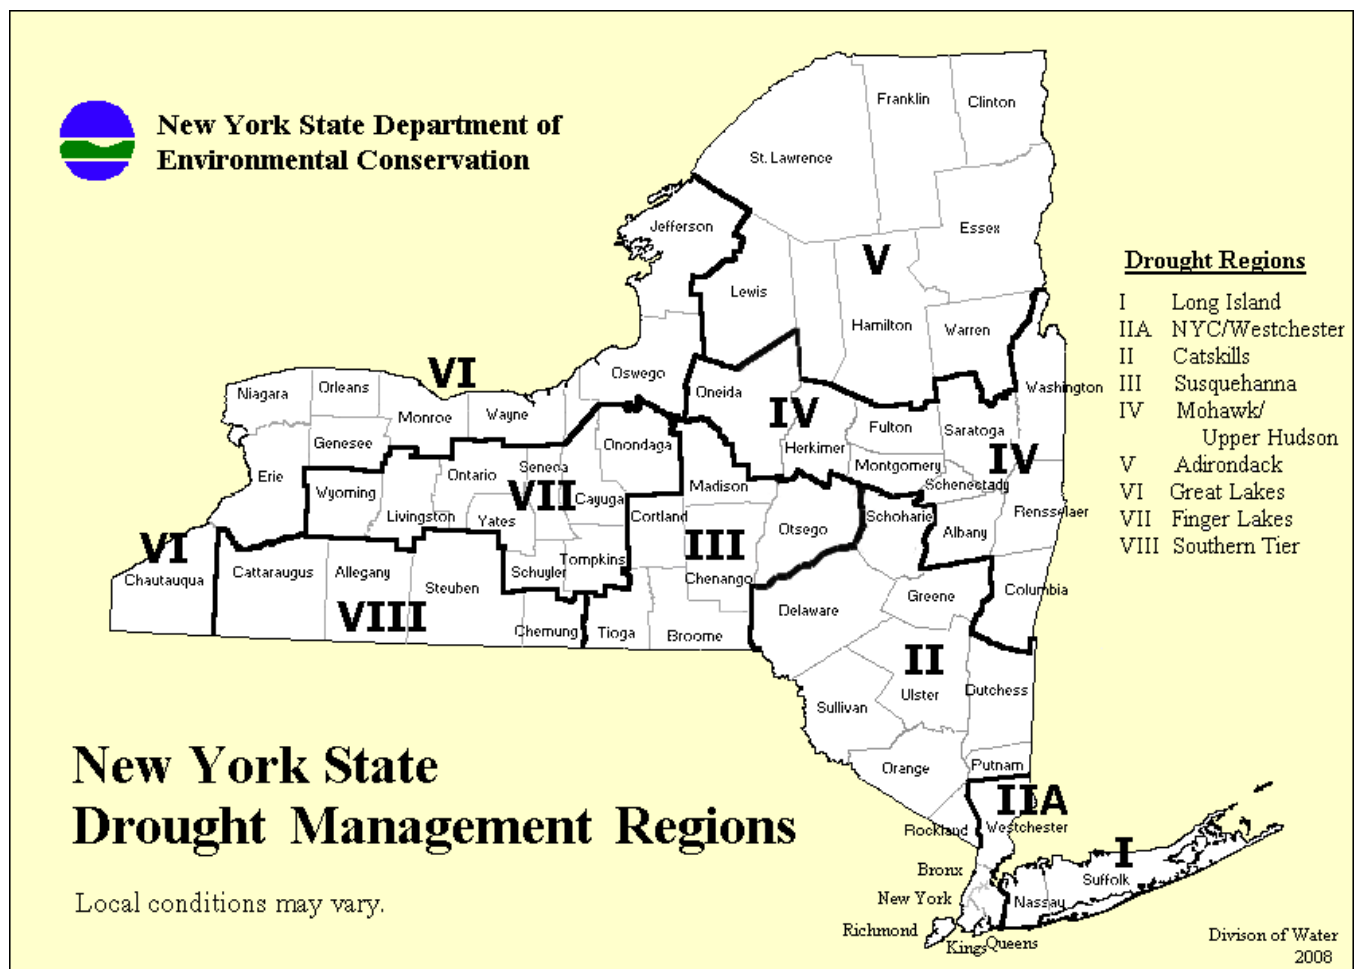 New York State Department of
Environmental Conservation
Franklin
Clinton
St. Lawrence
Jefferson
Essex
V
Lewis
Hamilton
Warren
Drought Regions
I Long Island
IIA NYC/Westchester
II Catskills
III Susquehanna
IV Mohawk/
Upper Hudson
V Adirondack
VI Great Lakes
VII Finger Lakes
VIII Southern Tier
VI
Oswego
Oneida
Washington
Niagara
Orleans
Monroe
Wayne
IV
Fulton
Saratoga
Genesee
Onondaga
Herkimer
IV
Erie
Ontario
Seneca
Montgomery
Wyoming
VII
Cayuga
Madison
Schenectady
Livingston
Yates
Cortland
Otsego
Schoharie
Rensselaer
Albany
VI
III
Chautauqua
Cattaraugus
Allegany
Schuyler
Tompkins
Chenango
Steuben
Greene
Columbia
VIII
Delaware
Chemung
Tioga
Broome
II
Ulster
Dutchess
Sullivan
Orange
Putnam
New York State
Drought Management Regions
IIA
Rockland
Westchester
I
Bronx
Suffolk
New York
Nassau
Richmond
Kings
Queens
Local conditions may vary.
Divison of Water
2008